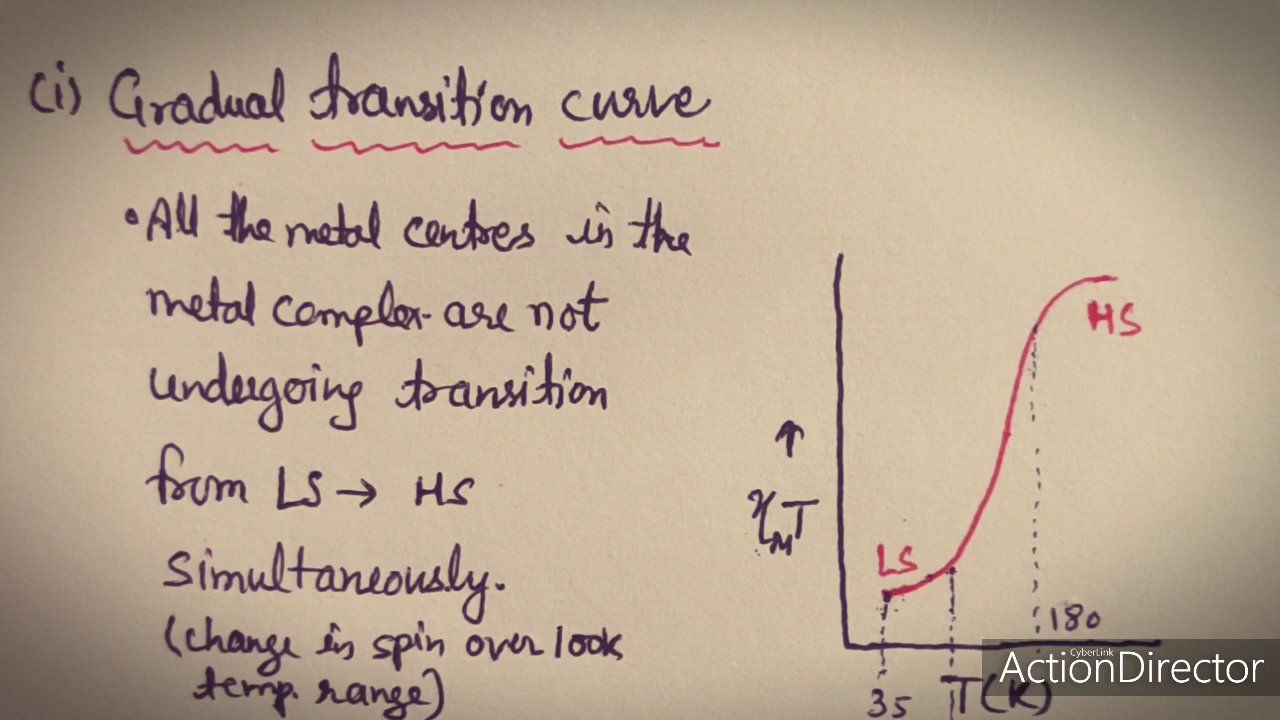 (i) Gradual transition curve
• All the metal centres in the
metal complex are not
undergoing transition
from LS → HS
Simultaneously.
(change in spin over 100K
temp. range)
HS
↑
χMT
LS
180
35
T(K)
CyberLink
ActionDirector